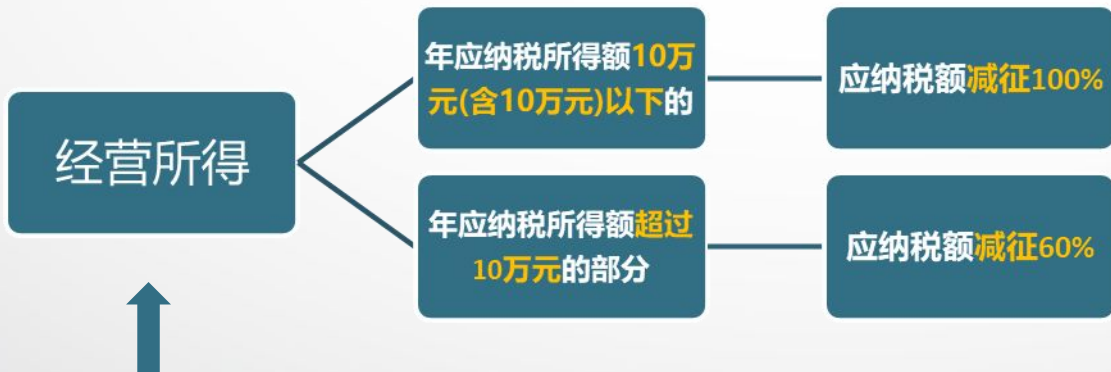 经营所得
年应纳税所得额10万
元(含10万元)以下的
应纳税额减征100%
年应纳税所得额超过
10万元的部分
应纳税额减征60%